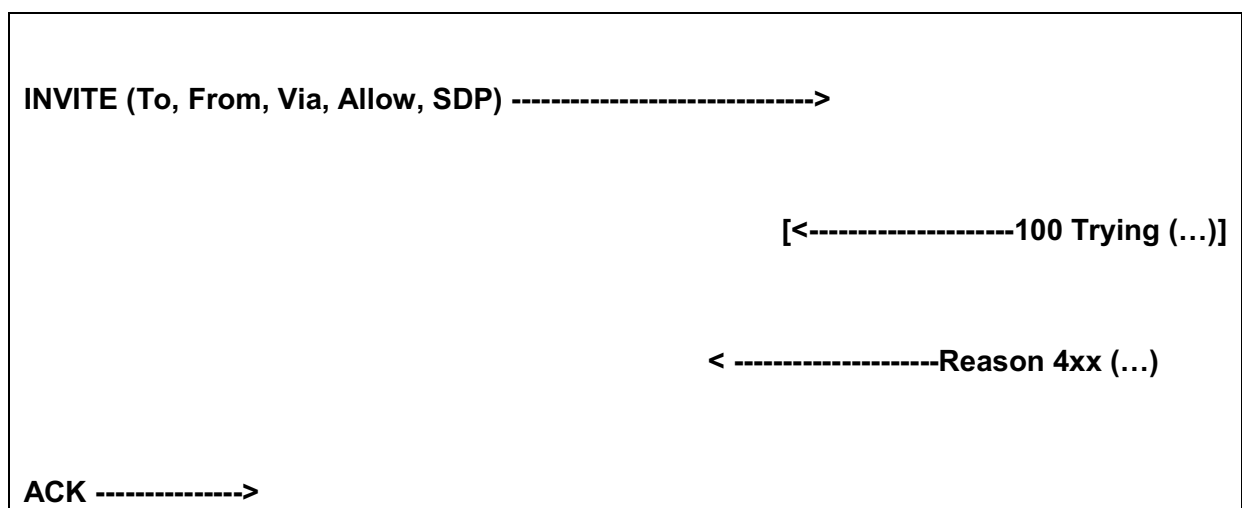 INVITE (To, From, Via, Allow, SDP) ------------------------------->
[<---------------------100 Trying (…)]
< ---------------------Reason 4xx (…)
ACK --------------->